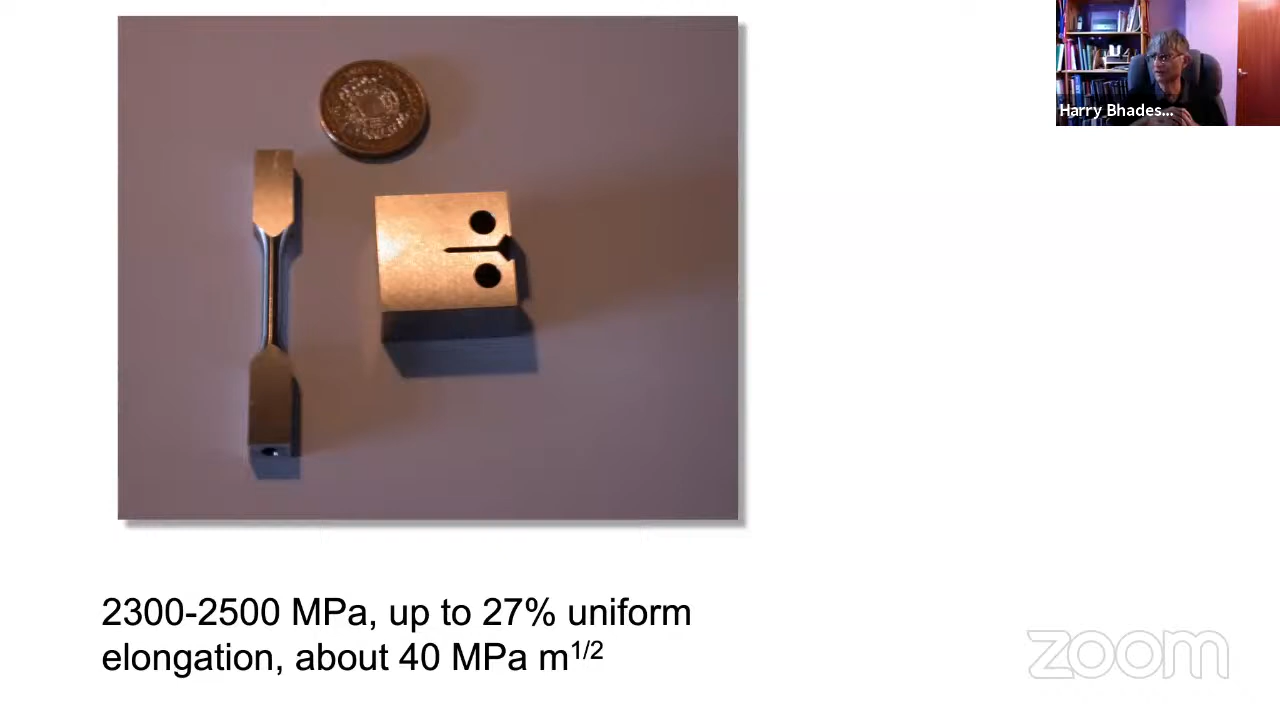 Harry Bhades...
2300-2500 MPa, up to 27% uniform
elongation, about 40 MPa m1/2
zoom